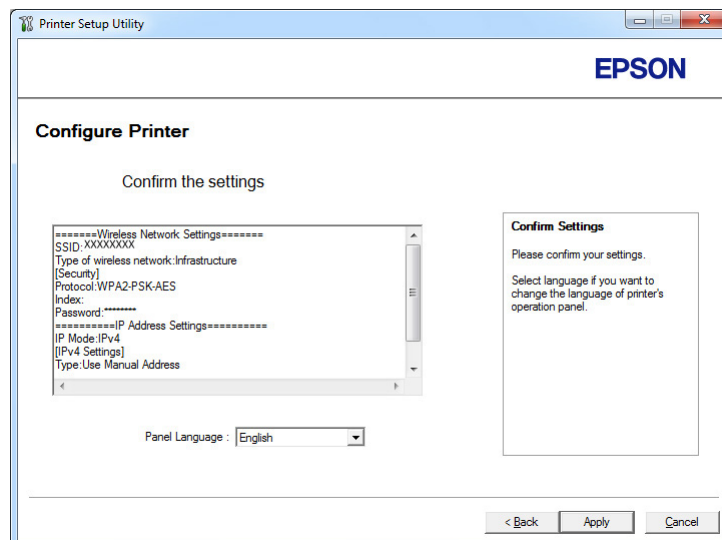 Printer Setup Utility
EPSON
Configure Printer
Confirm the settings
=======Wireless Network Settings=======
SSID:XXXXXXXX
Type of wireless network:Infrastructure
[Security]
Protocol:WPA2-PSK-AES
Index:
Password:********
==========IP Address Settings==========
IP Mode:IPv4
[IPv4 Settings]
Type:Use Manual Address
Panel Language : English
Confirm Settings
Please confirm your settings.
Select language if you want to
change the language of printer's
operation panel.
< Back Apply Cancel